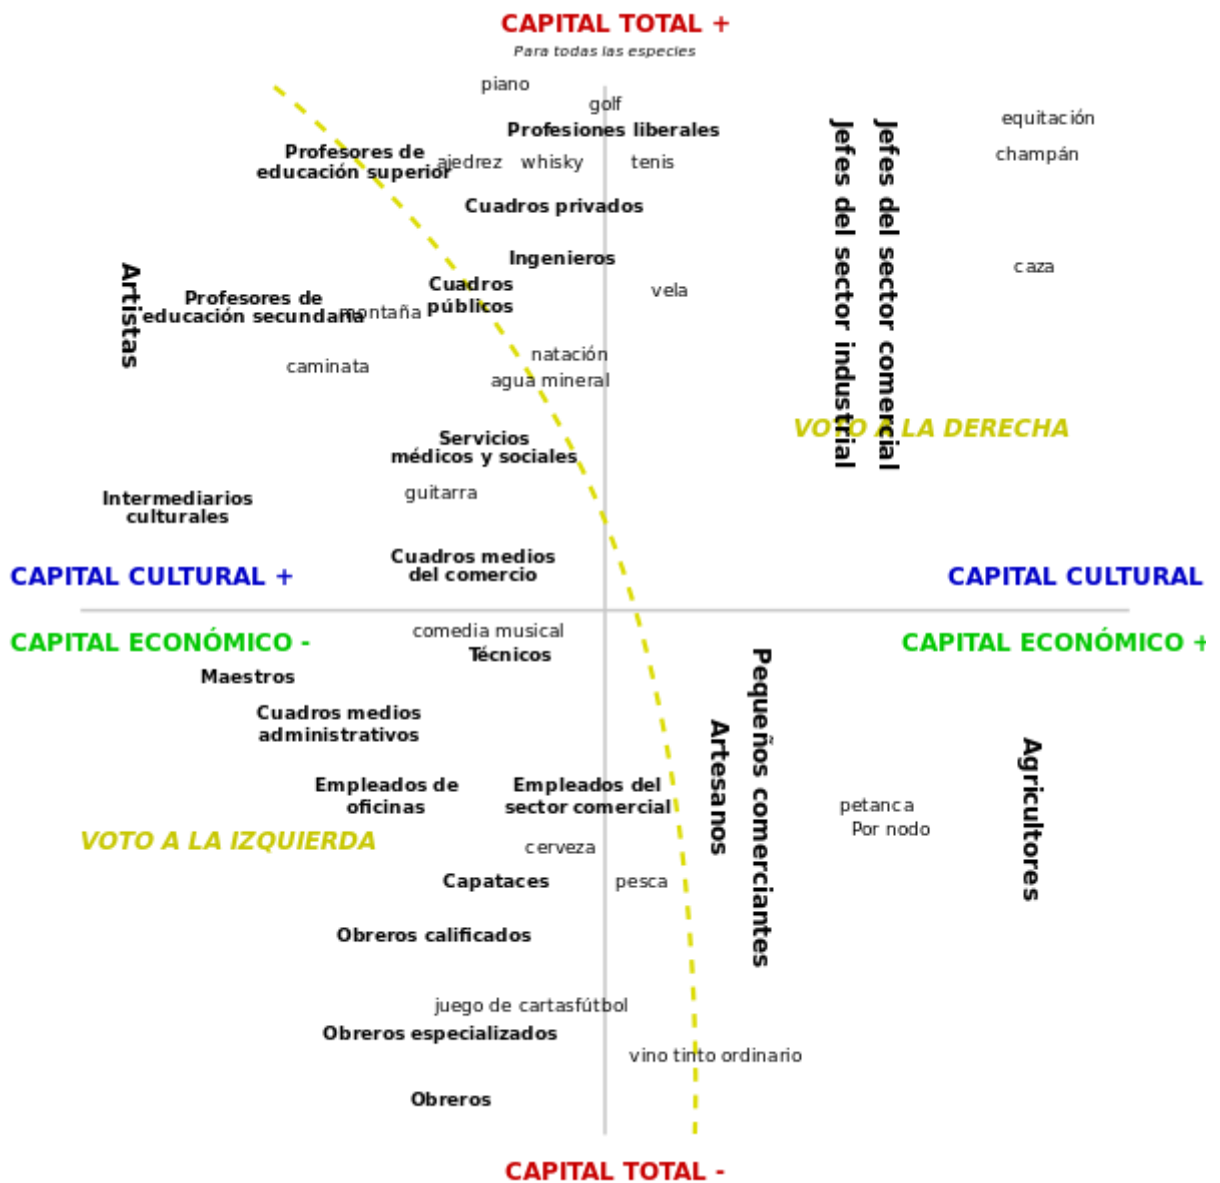 CAPITAL TOTAL +
Para todas las especies
piano
golf
Profesiones liberales
equitación
Profesores de
educación superior
ajedrez
whisky
tenis
champán
Jefes del sector industrial
Jefes del sector comercial
Cuadros privados
Ingenieros
caza
Artistas
Cuadros
públicos
vela
Profesores de
educación secundaria
montaña
natación
caminata
agua mineral
VOTO A LA DERECHA
Servicios
médicos y sociales
guitarra
Intermediarios
culturales
Cuadros medios
del comercio
CAPITAL CULTURAL +
CAPITAL CULTURAL
CAPITAL ECONÓMICO -
CAPITAL ECONÓMICO +
comedia musical
Técnicos
Maestros
Pequeños comerciantes
Artesanos
Agricultores
Cuadros medios
administrativos
Empleados de
oficinas
Empleados del
sector comercial
petanca
Por nodo
VOTO A LA IZQUIERDA
cerveza
Capataces
pesca
Obreros calificados
juego de cartas
fútbol
Obreros especializados
vino tinto ordinario
Obreros
CAPITAL TOTAL -